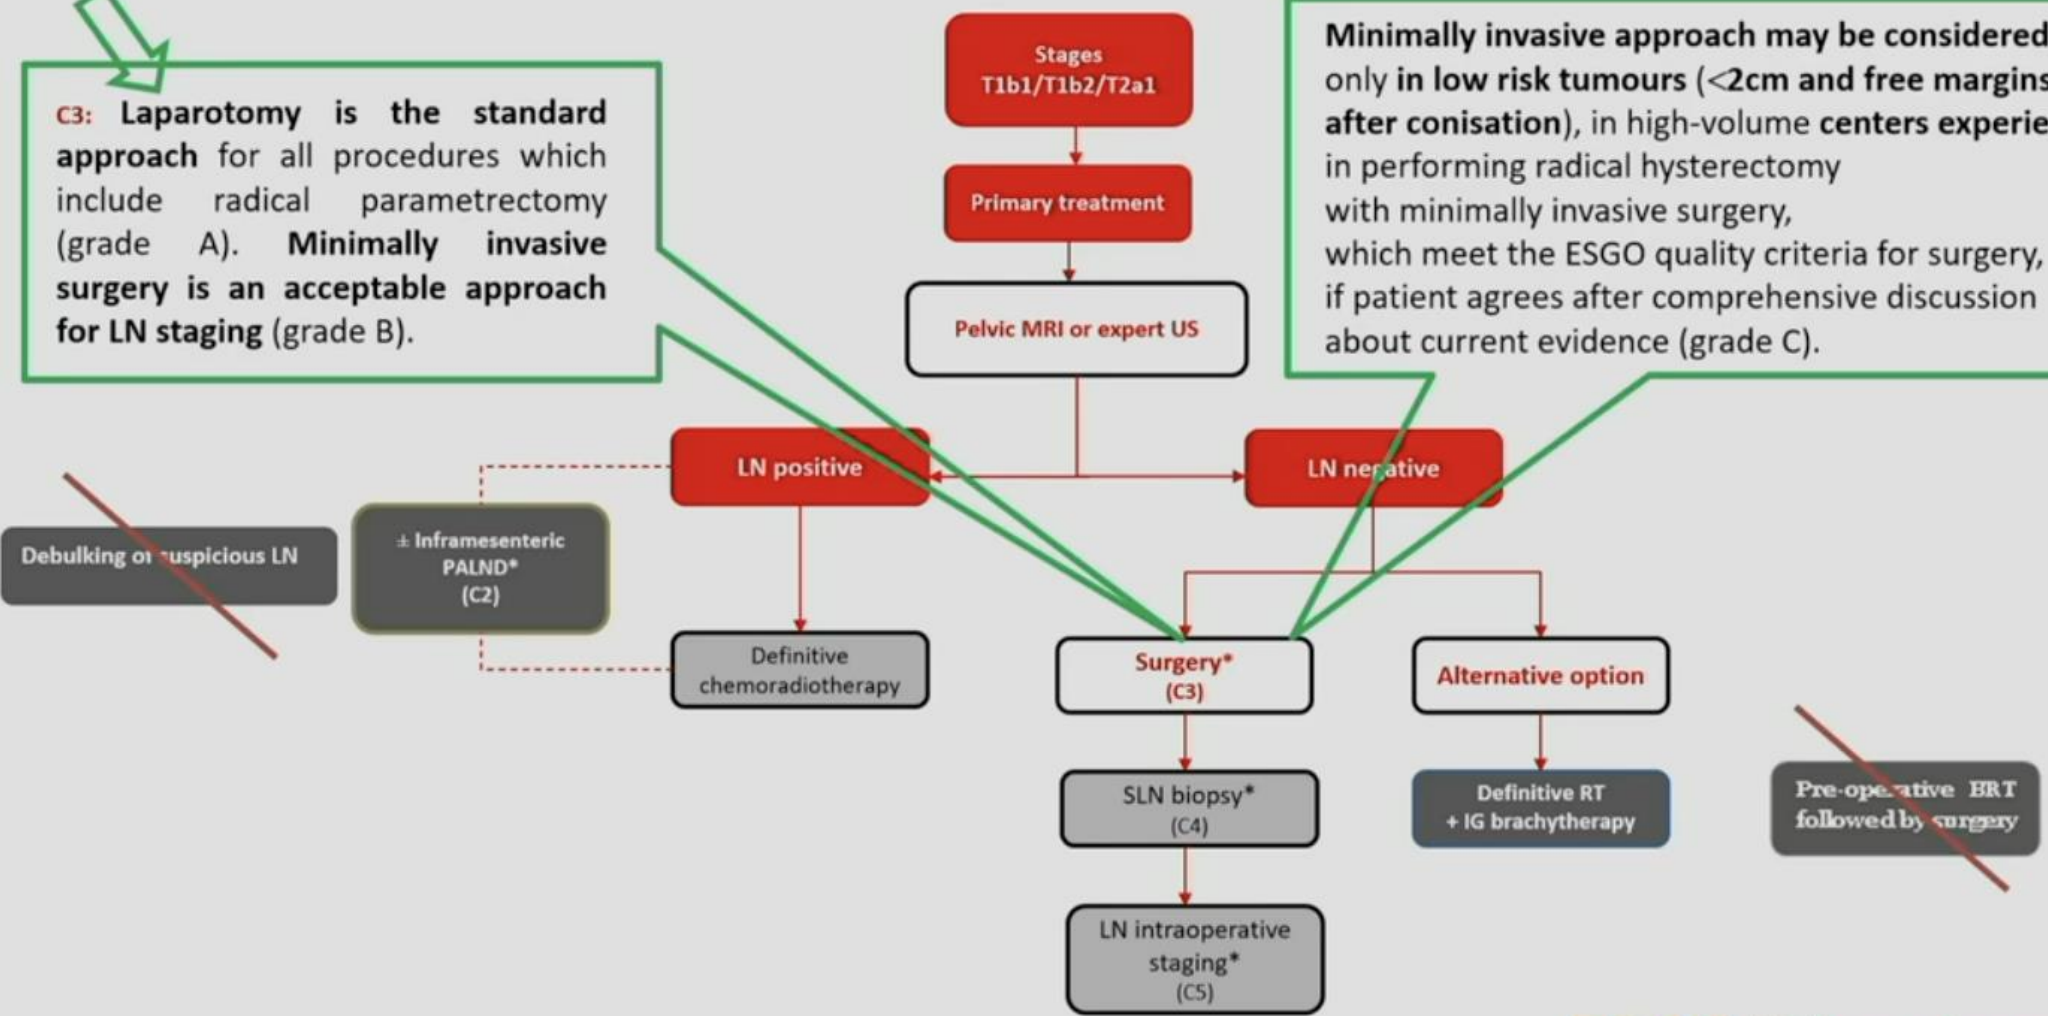 C3: Laparotomy is the standard
approach for all procedures which
include radical parametrectomy
(grade A). Minimally invasive
surgery is an acceptable approach
for LN staging (grade B).
Stages
T1b1/T1b2/T2a1
Primary treatment
Pelvic MRI or expert US
Minimally invasive approach may be considered
only in low risk tumours (<2cm and free margins
after conisation), in high-volume centers experie
in performing radical hysterectomy
with minimally invasive surgery,
which meet the ESGO quality criteria for surgery,
if patient agrees after comprehensive discussion
about current evidence (grade C).
LN positive
LN negative
Debulking of suspicious LN
± Inframesenteric
PALND*
(C2)
Definitive
chemoradiotherapy
Surgery*
(C3)
Alternative option
SLN biopsy*
(C4)
Definitive RT
+ IG brachytherapy
Pre-operative BRT
followed by surgery
LN intraoperative
staging*
(C5)